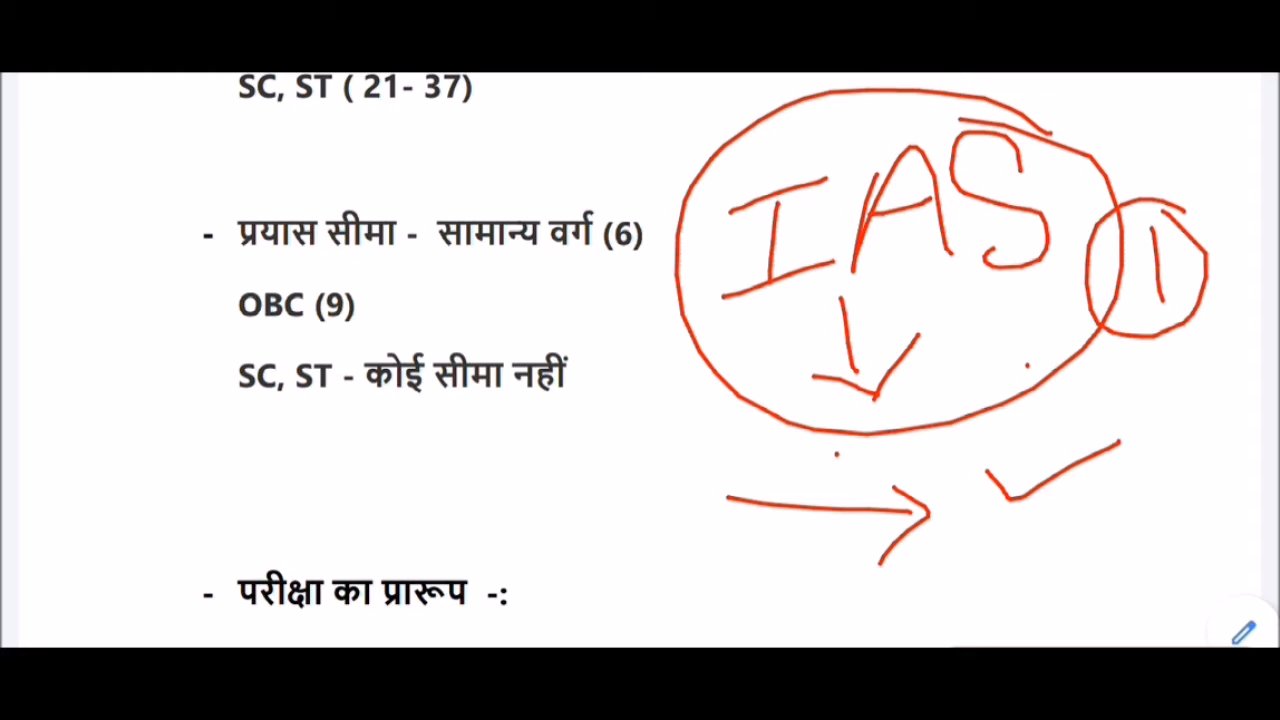 SC, ST ( 21- 37)
IAS
1
- प्रयास सीमा - सामान्य वर्ग (6)
OBC (9)
SC, ST - कोई सीमा नहीं
- परीक्षा का प्रारूप -: